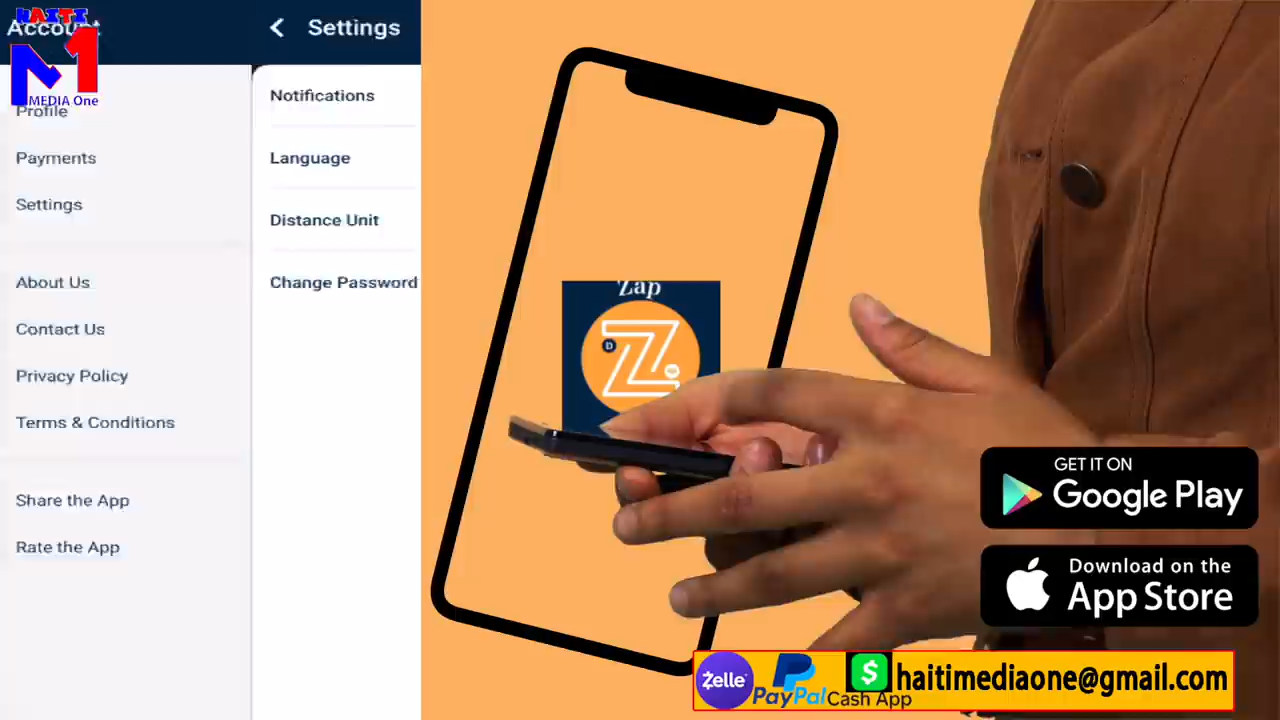 HAITI
M1
MEDIA One
Account
Profile
Payments
Settings
About Us
Contact Us
Privacy Policy
Terms & Conditions
Share the App
Rate the App
Settings
Notifications
Language
Distance Unit
Change Password
Zap
D
Z
GET IT ON
Google Play
Download on the
App Store
Zelle
PayPal
$
Cash App
haitimediaone@gmail.com